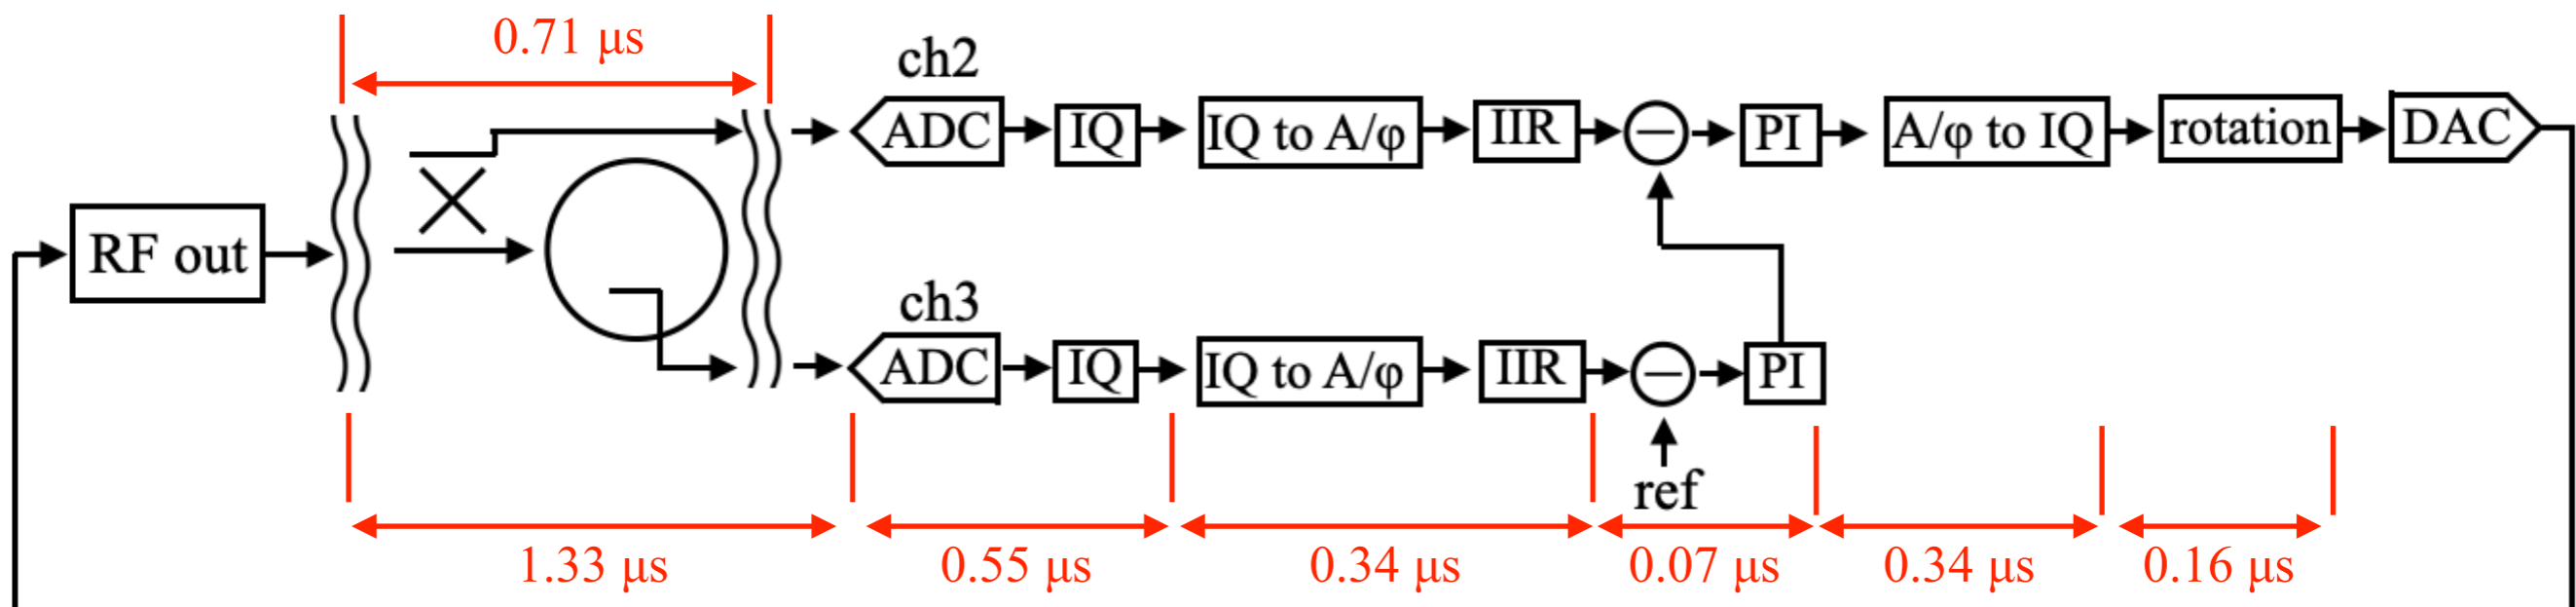 0.71 μs
ch2
ADC IQ IQ to A/φ IIR − PI A/φ to IQ rotation DAC
RF out
ch3
ADC IQ IQ to A/φ IIR − PI
ref
1.33 μs 0.55 μs 0.34 μs 0.07 μs 0.34 μs 0.16 μs